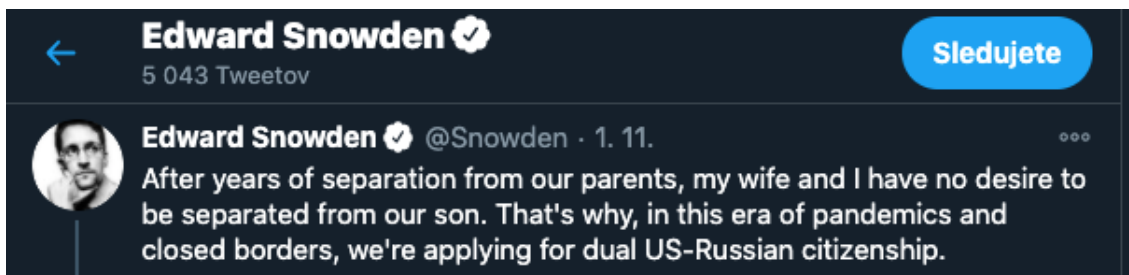 Edward Snowden
5 043 Tweetov
Sledujete
Edward Snowden @Snowden · 1. 11.
After years of separation from our parents, my wife and I have no desire to
be separated from our son. That's why, in this era of pandemics and
closed borders, we're applying for dual US-Russian citizenship.